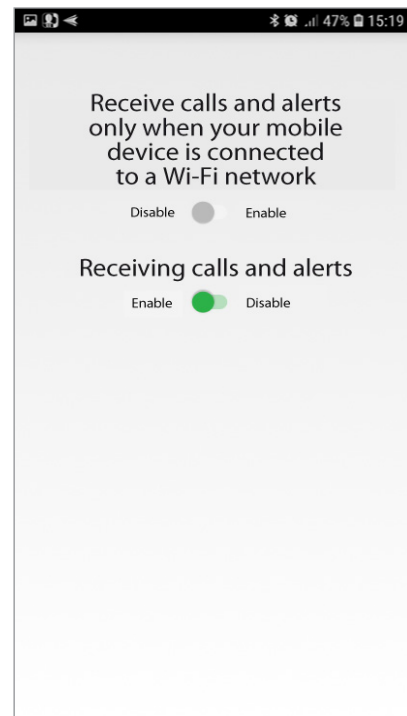 47% 15:19
Receive calls and alerts
only when your mobile
device is connected
to a Wi-Fi network
Disable Enable
Receiving calls and alerts
Enable Disable